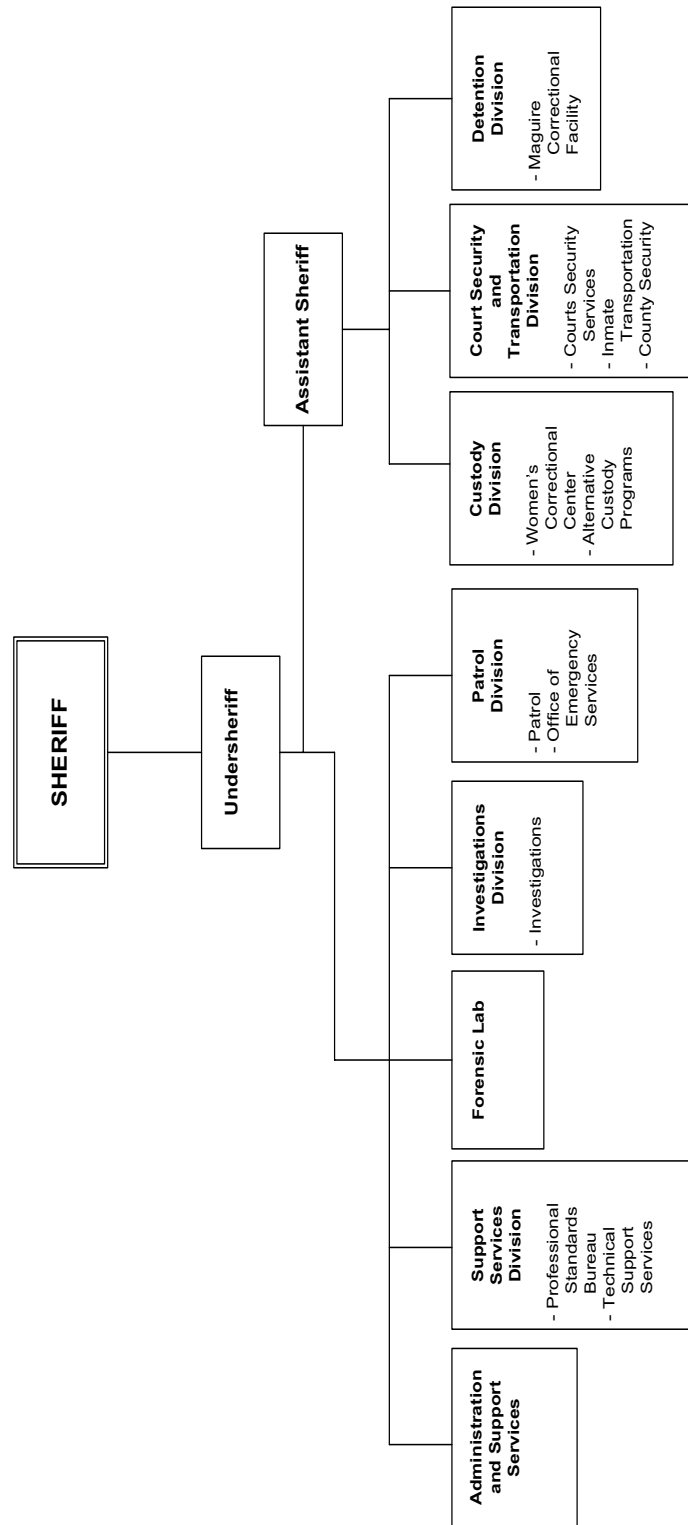 SHERIFF
Undersheriff
Assistant Sheriff
Administration
and Support
Services
Support
Services
Division
- Professional
Standards
Bureau
- Technical
Support
Services
Forensic Lab
Investigations
Division
- Investigations
Patrol
Division
- Patrol
- Office of
Emergency
Services
Custody
Division
- Women’s
Correctional
Center
- Alternative
Custody
Programs
Court Security
and
Transportation
Division
- Courts Security
Services
- Inmate
Transportation
- County Security
Detention
Division
- Maguire
Correctional
Facility